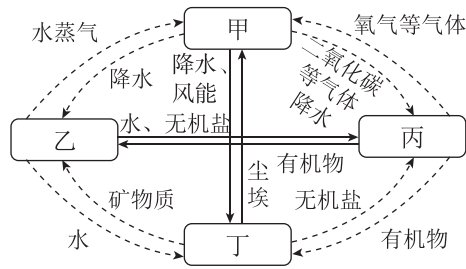 甲
水蒸气
氧气等气体
降水
降水、
风能
二氧化碳
等气体
降水
水、无机盐
乙
丙
有机物
尘
埃
矿物质
无机盐
水
有机物
丁